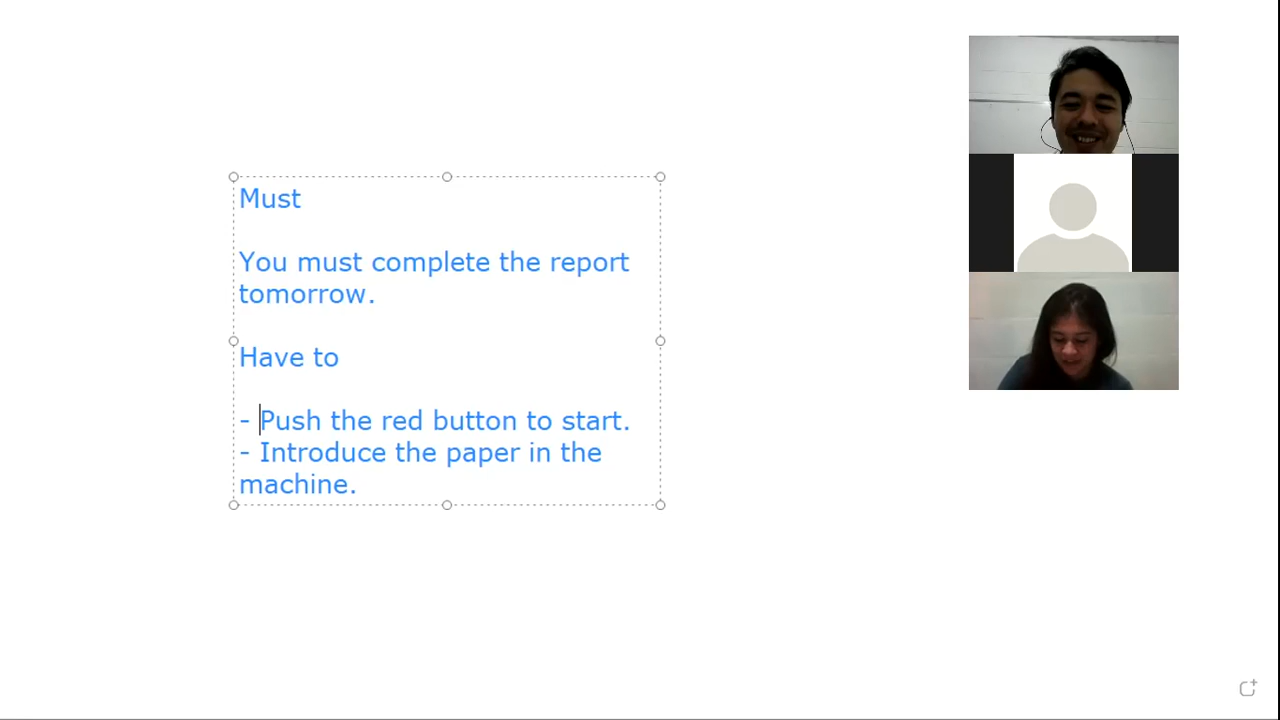 Must
You must complete the report
tomorrow.
Have to
- Push the red button to start.
- Introduce the paper in the
machine.